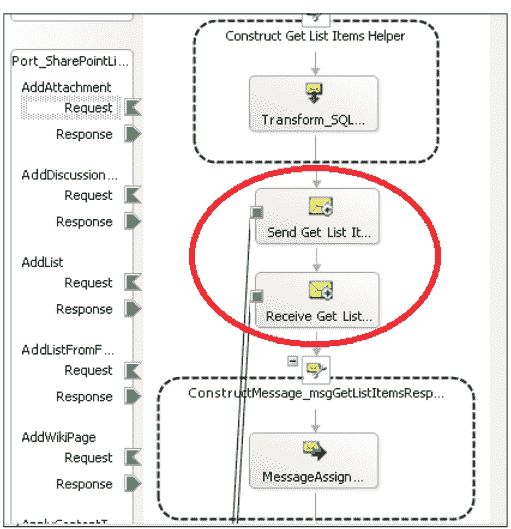 Port_SharePointLi...
AddAttachment
Request
Response
AddDiscussion...
Request
Response
AddList
Request
Response
AddListFromF...
Request
Response
AddWikiPage
Request
Response
Construct Get List Items Helper
Transform_SQL...
Send Get List It...
Receive Get List...
ConstructMessage_msgGetListItemsResp...
MessageAssign...